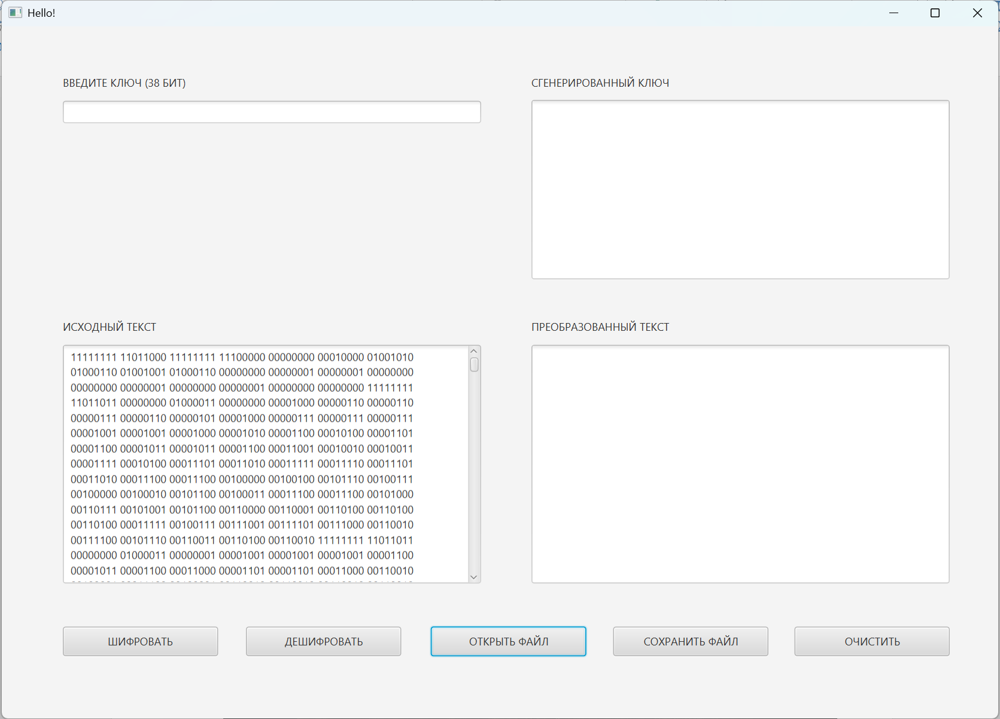 Hello!
ВВЕДИТЕ КЛЮЧ (38 БИТ)
СГЕНЕРИРОВАННЫЙ КЛЮЧ
ИСХОДНЫЙ ТЕКСТ
ПРЕОБРАЗОВАННЫЙ ТЕКСТ
11111111 11011000 11111111 11100000 00000000 00010000 01001010
01000110 01001001 01000110 00000000 00000001 00000001 00000000
00000000 00000001 00000000 00000001 00000000 00000000 11111111
11011011 00000000 01000011 00000000 00001000 00000110 00000110
00000111 00000110 00000101 00001000 00000111 00000111 00000111
00001001 00001001 00001000 00001010 00001100 00010100 00001101
00001100 00001011 00001011 00001100 00011001 00010010 00010011
00001111 00010100 00011101 00011010 00011111 00011110 00011101
00011010 00011100 00011100 00100000 00100100 00101110 00100111
00100000 00100010 00101100 00100011 00011100 00011100 00101000
00110111 00101001 00101100 00110000 00110001 00110100 00110100
00110100 00011111 00100111 00111001 00111101 00111000 00110010
00111100 00101110 00110011 00110100 00110010 11111111 11011011
00000000 01000011 00000001 00001001 00001001 00001001 00001100
00001011 00001100 00011000 00001101 00001101 00011000 00110010
ШИФРОВАТЬ
ДЕШИФРОВАТЬ
ОТКРЫТЬ ФАЙЛ
СОХРАНИТЬ ФАЙЛ
ОЧИСТИТЬ